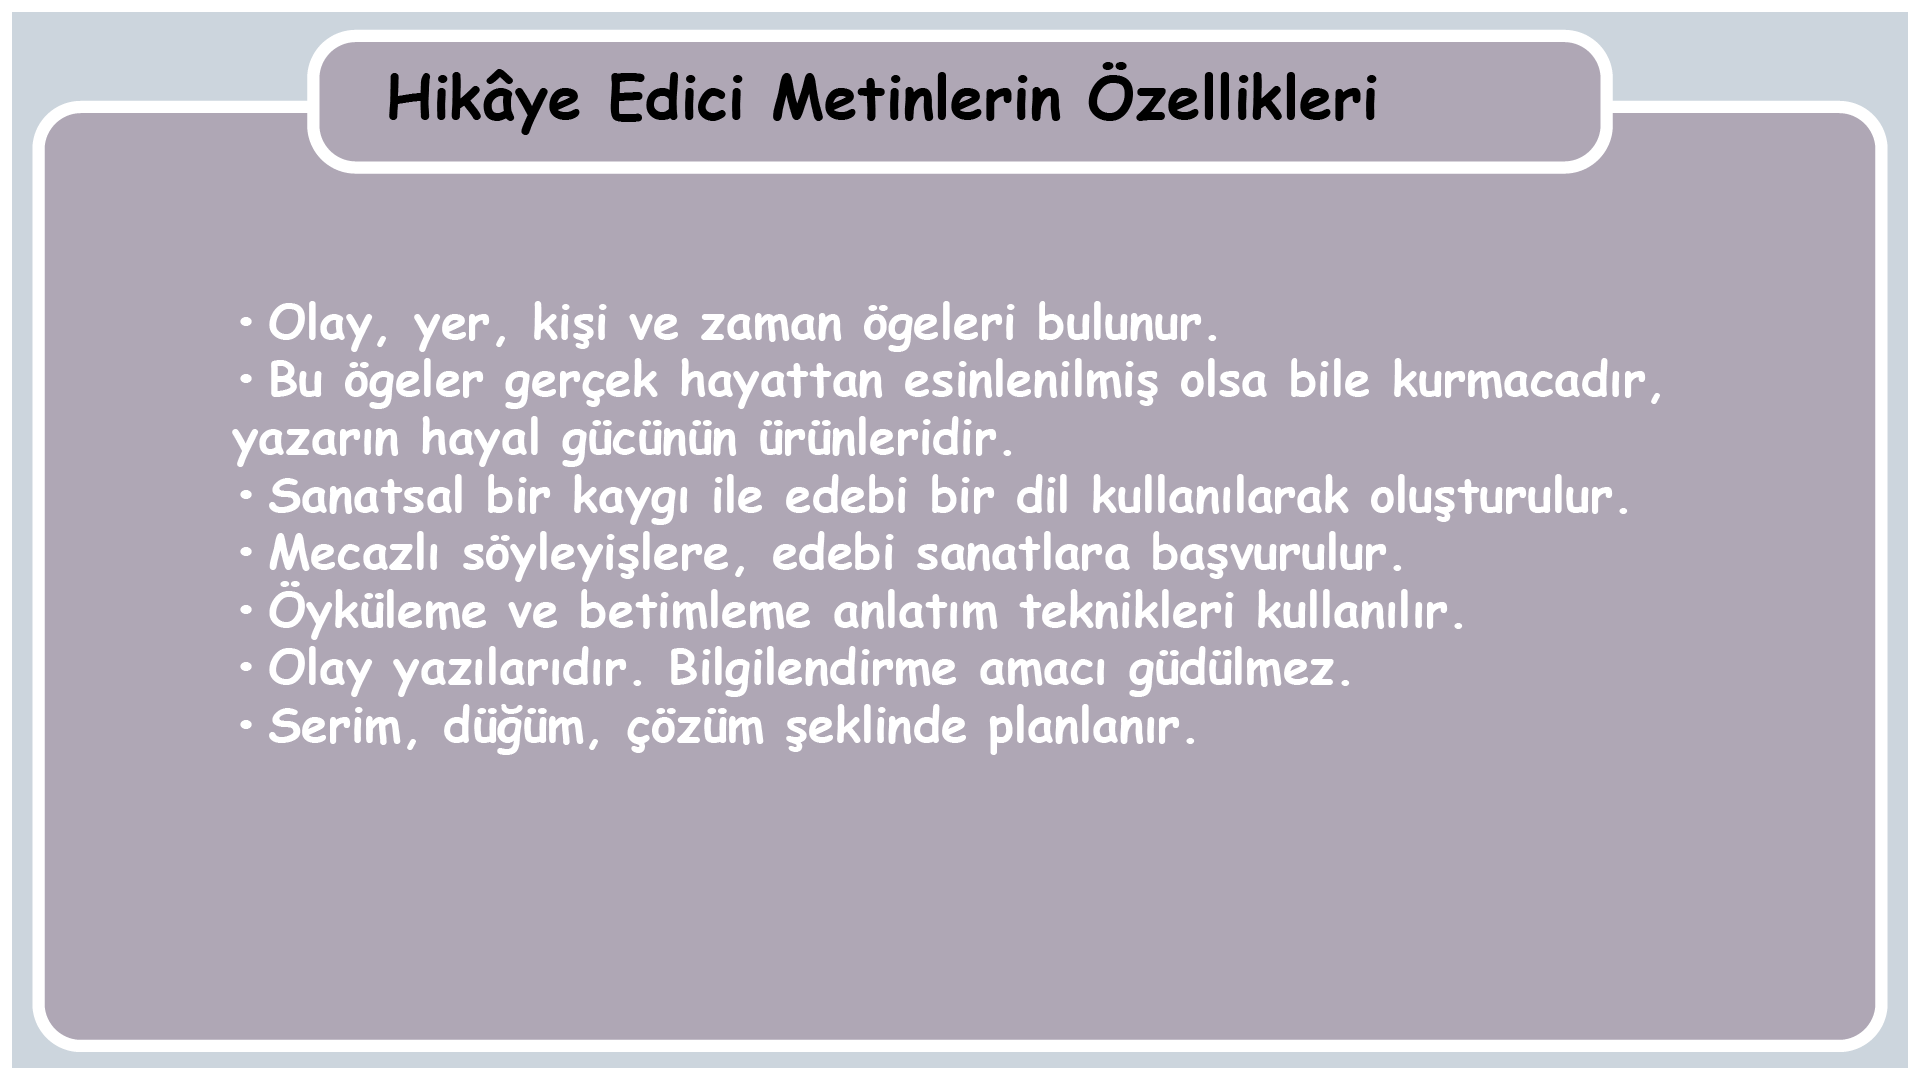 Hikâye Edici Metinlerin Özellikleri
• Olay, yer, kişi ve zaman ögeleri bulunur.
• Bu ögeler gerçek hayattan esinlenilmiş olsa bile kurmacadır,
yazarın hayal gücünün ürünleridir.
• Sanatsal bir kaygı ile edebi bir dil kullanılarak oluşturulur.
• Mecazlı söyleyişlere, edebi sanatlara başvurulur.
• Öyküleme ve betimleme anlatım teknikleri kullanılır.
• Olay yazılarıdır. Bilgilendirme amacı güdülmez.
• Serim, düğüm, çözüm şeklinde planlanır.